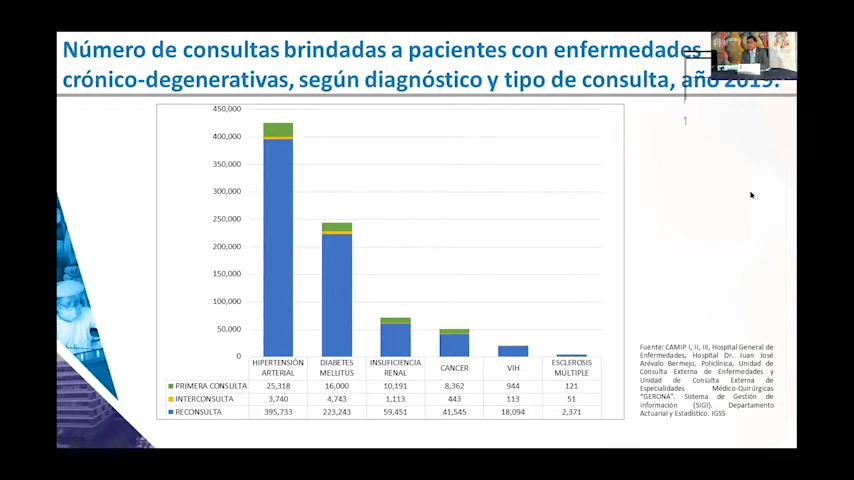 Número de consultas brindadas a pacientes con enfermedades
crónico-degenerativas, según diagnóstico y tipo de consulta, año 2019.
450,000
400,000
350,000
300,000
250,000
200,000
150,000
100,000
50,000
0
HIPERTENSIÓN ARTERIAL DIABETES MELLITUS INSUFICIENCIA RENAL CANCER VIH ESCLEROSIS MÚLTIPLE
PRIMERA CONSULTA 25,318 16,000 10,191 8,362 944 121
INTERCONSULTA 3,740 4,743 1,113 443 113 51
RECONSULTA 395,733 223,243 59,451 41,545 18,094 2,371
Fuente: CAMIP I, II, III, Hospital General de
Enfermedades, Hospital Dr. Juan José
Arévalo Bermejo, Policlínica, Unidad de
Consulta Externa de Enfermedades y
Unidad de Consulta Externa de
Especialidades Médico-Quirúrgicas
"GERONA". Sistema de Gestión de
Información (SIGI). Departamento
Actuarial y Estadístico. IGSS